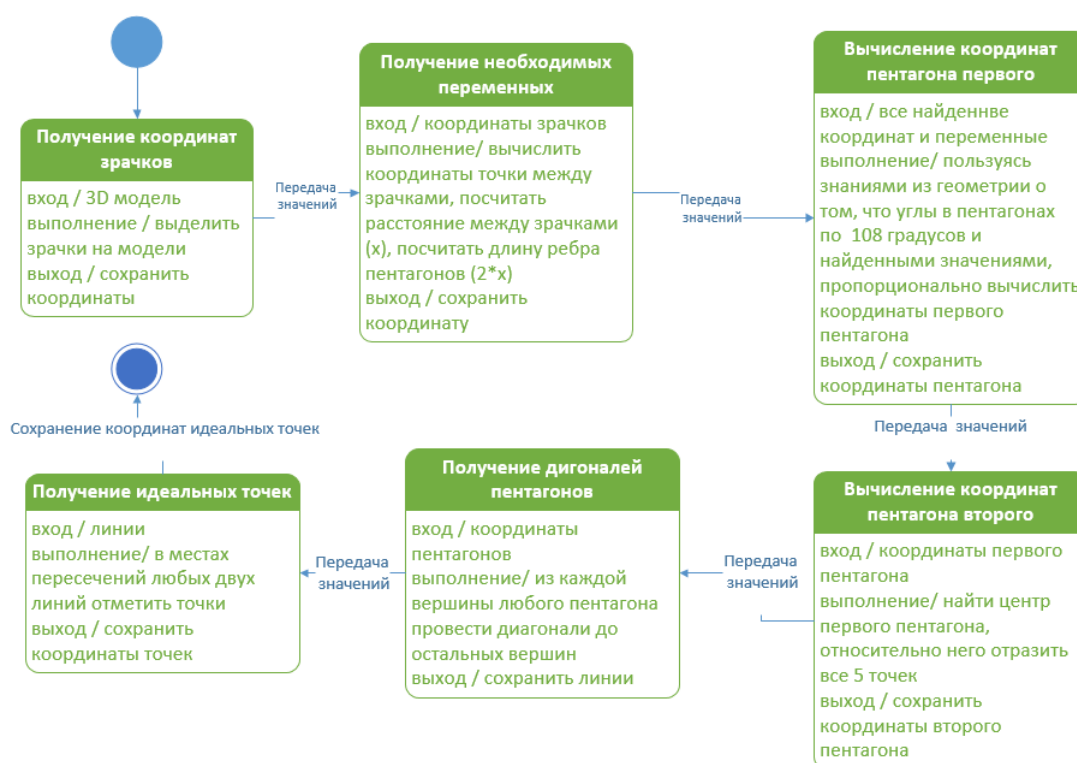 Получение координат
зрачков
вход / 3D модель
выполнение / выделить
зрачки на модели
выход / сохранить
координаты
Передача
значений
Получение необходимых
переменных
вход / координаты зрачков
выполнение/ вычислить
координаты точки между
зрачками, посчитать
расстояние между зрачками
(x), посчитать длину ребра
пентагонов (2*x)
выход / сохранить
координату
Передача
значений
Вычисление координат
пентагона первого
вход / все найденнве
координат и переменные
выполнение/ пользуясь
знаниями из геометрии о
том, что углы в пентагонах
по 108 градусов и
найденными значениями,
пропорционально вычислить
координаты первого
пентагона
выход / сохранить
координаты пентагона
Передача значений
Вычисление координат
пентагона второго
вход / координаты первого
пентагона
выполнение/ найти центр
первого пентагона,
относительно него отразить
все 5 точек
выход / сохранить
координаты второго
пентагона
Передача
значений
Получение дигоналей
пентагонов
вход / координаты
пентагонов
выполнение/ из каждой
вершины любого пентагона
провести диагонали до
остальных вершин
выход / сохранить линии
Передача
значений
Получение идеальных точек
вход / линии
выполнение/ в местах
пересечений любых двух
линий отметить точки
выход / сохранить
координаты точек
Сохранение координат идеальных точек